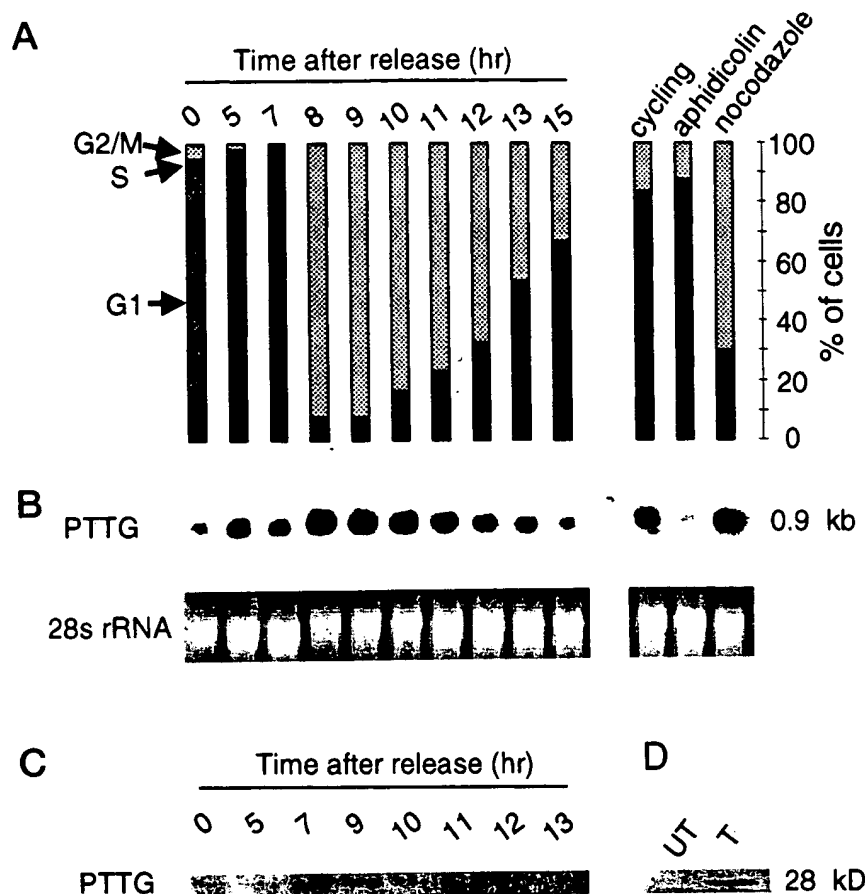 A
Time after release (hr)
0 5 7 8 9 10 11 12 13 15
cycling
aphidicolin
nocodazole
G2/M
S
G1
100
80
60
40
20
0
% of cells
B
PTTG
0.9 kb
28s rRNA
C
Time after release (hr)
0 5 7 9 10 11 12 13
PTTG
D
UT T
28 kD